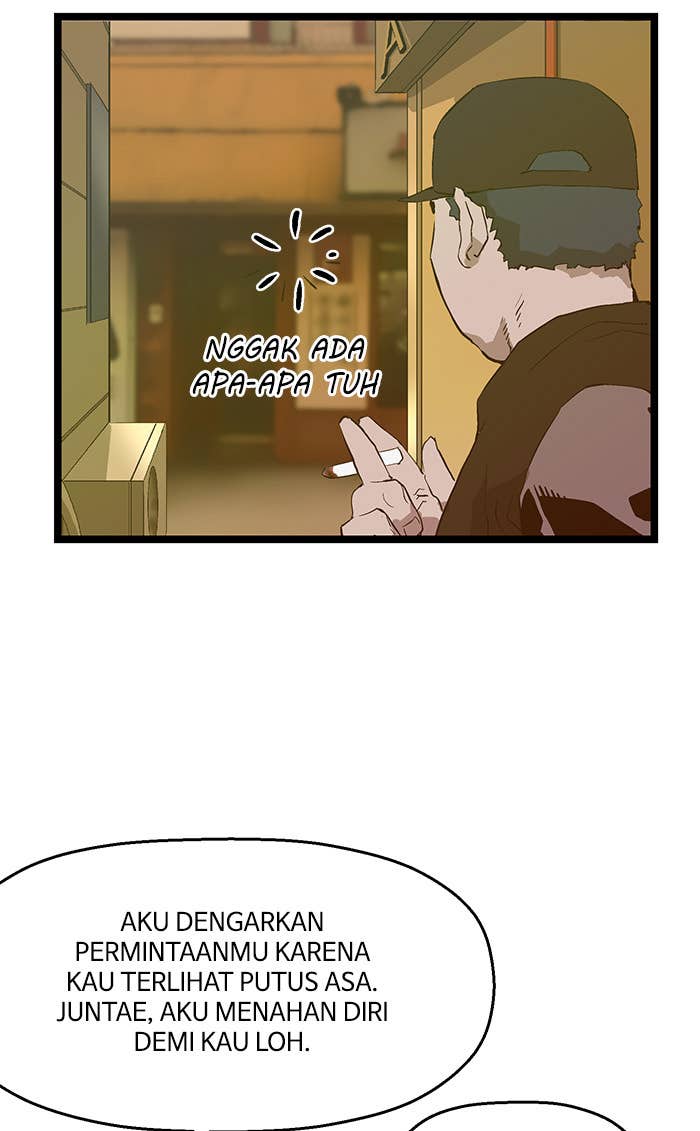 A
NGGAK ADA
APA-APA TUH
AKU DENGARKAN
PERMINTAANMU KARENA
KAU TERLIHAT PUTUS ASA.
JUNTAE, AKU MENAHAN DIRI
DEMI KAU LOH.